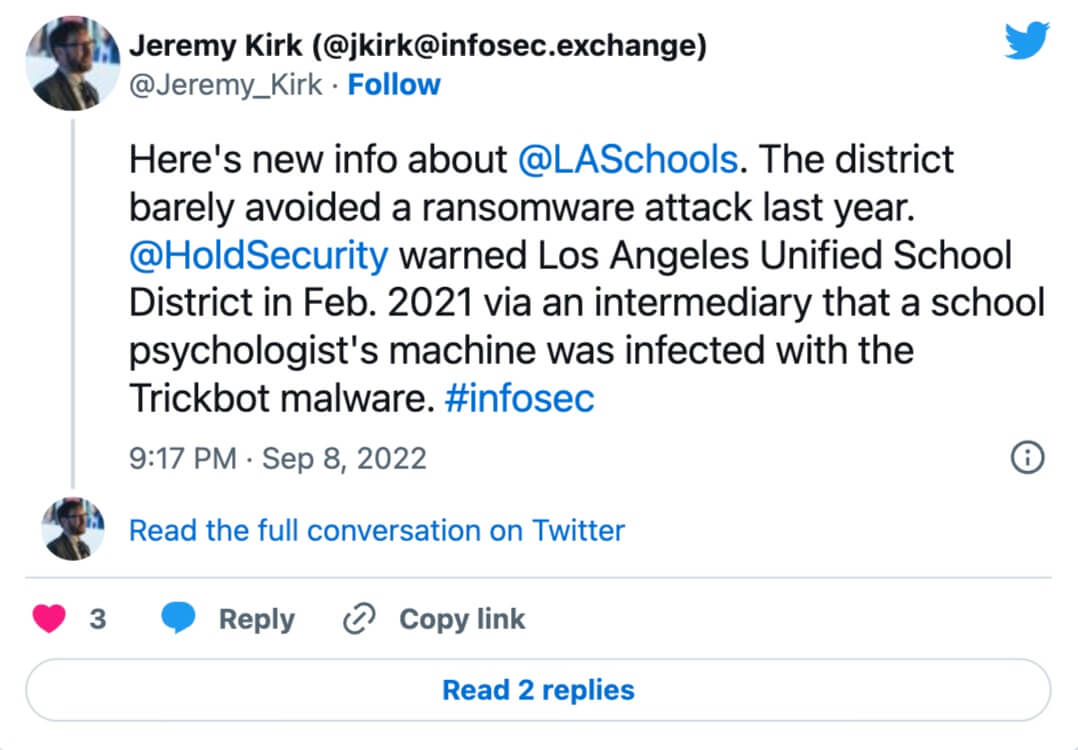 Jeremy Kirk (@jkirk@infosec.exchange)
@Jeremy_Kirk · Follow
Here's new info about @LASchools. The district
barely avoided a ransomware attack last year.
@HoldSecurity warned Los Angeles Unified School
District in Feb. 2021 via an intermediary that a school
psychologist's machine was infected with the
Trickbot malware. #infosec
9:17 PM · Sep 8, 2022
Read the full conversation on Twitter
3 Reply Copy link
Read 2 replies